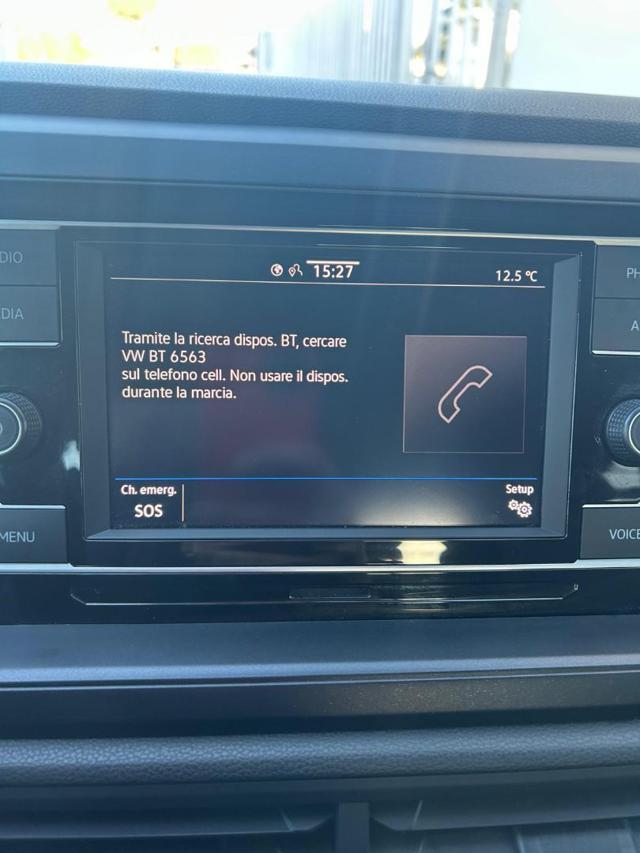 15:27
12.5 °C
DIO
PH
DIA
A
Tramite la ricerca dispos. BT, cercare
VW BT 6563
sul telefono cell. Non usare il dispos.
durante la marcia.
Ch. emerg.
SOS
Setup
MENU
VOICE